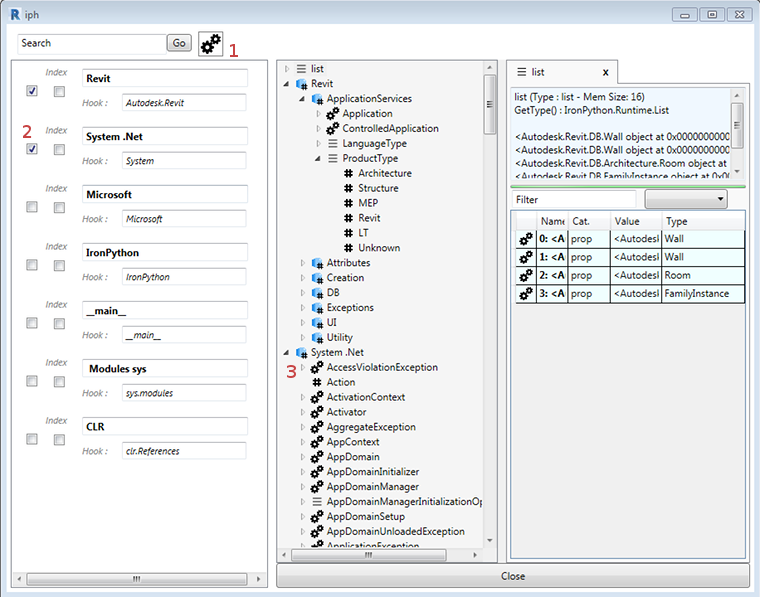 iph
Search
Go
1
Index
Revit
Hook :
Autodesk.Revit
2
Index
System .Net
Hook :
System
Index
Microsoft
Hook :
Microsoft
Index
IronPython
Hook :
IronPython
Index
__main__
Hook :
__main__
Index
Modules sys
Hook :
sys.modules
Index
CLR
Hook :
clr.References
list
Revit
ApplicationServices
Application
ControlledApplication
LanguageType
ProductType
Architecture
Structure
MEP
Revit
LT
Unknown
Attributes
Creation
DB
Exceptions
UI
Utility
System .Net
3
AccessViolationException
Action
ActivationContext
Activator
AggregateException
AppContext
AppDomain
AppDomainInitializer
AppDomainManager
AppDomainManagerInitializationOp
AppDomainSetup
AppDomainUnloadedException
ApplicationException
list x
list (Type : list - Mem Size: 16)
GetType() : IronPython.Runtime.List
<Autodesk.Revit.DB.Wall object at 0x0000000000
<Autodesk.Revit.DB.Wall object at 0x0000000000
<Autodesk.Revit.DB.Architecture.Room object at
<Autodesk.Revit.DB.FamilyInstance object at 0x00
Filter
Name Cat. Value Type
0: <A prop <Autodesl Wall
1: <A prop <Autodesl Wall
2: <A prop <Autodesl Room
3: <A prop <Autodesl FamilyInstance
Close